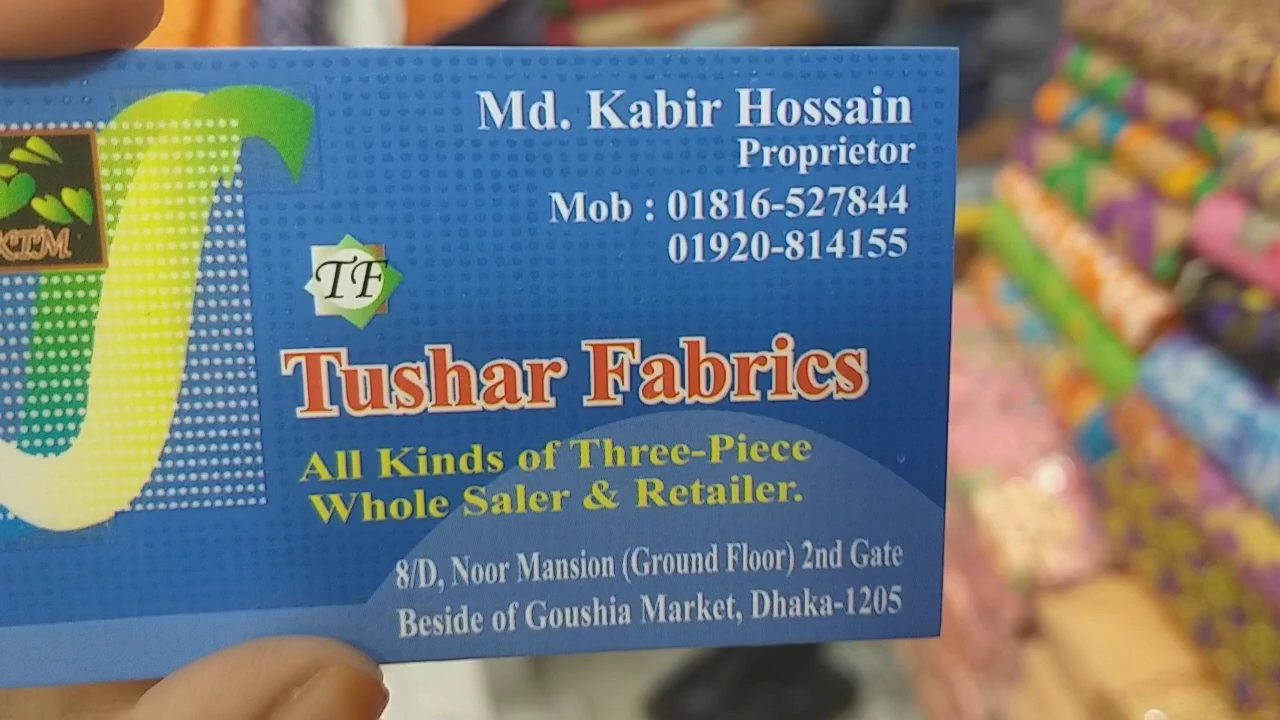 KTM
Md. Kabir Hossain
Proprietor
Mob : 01816-527844
01920-814155
TF
Tushar Fabrics
All Kinds of Three-Piece
Whole Saler & Retailer.
8/D, Noor Mansion (Ground Floor) 2nd Gate
Beside of Goushia Market, Dhaka-1205